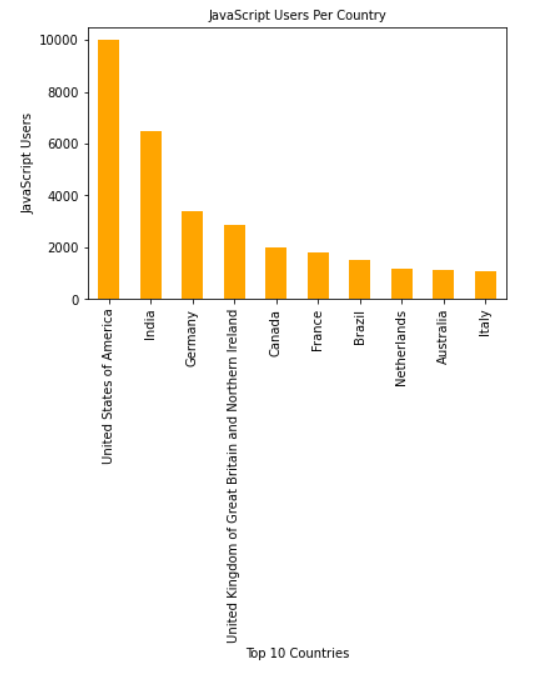 JavaScript Users Per Country
JavaScript Users
10000
8000
6000
4000
2000
0
United States of America
India
Germany
United Kingdom of Great Britain and Northern Ireland
Canada
France
Brazil
Netherlands
Australia
Italy
Top 10 Countries